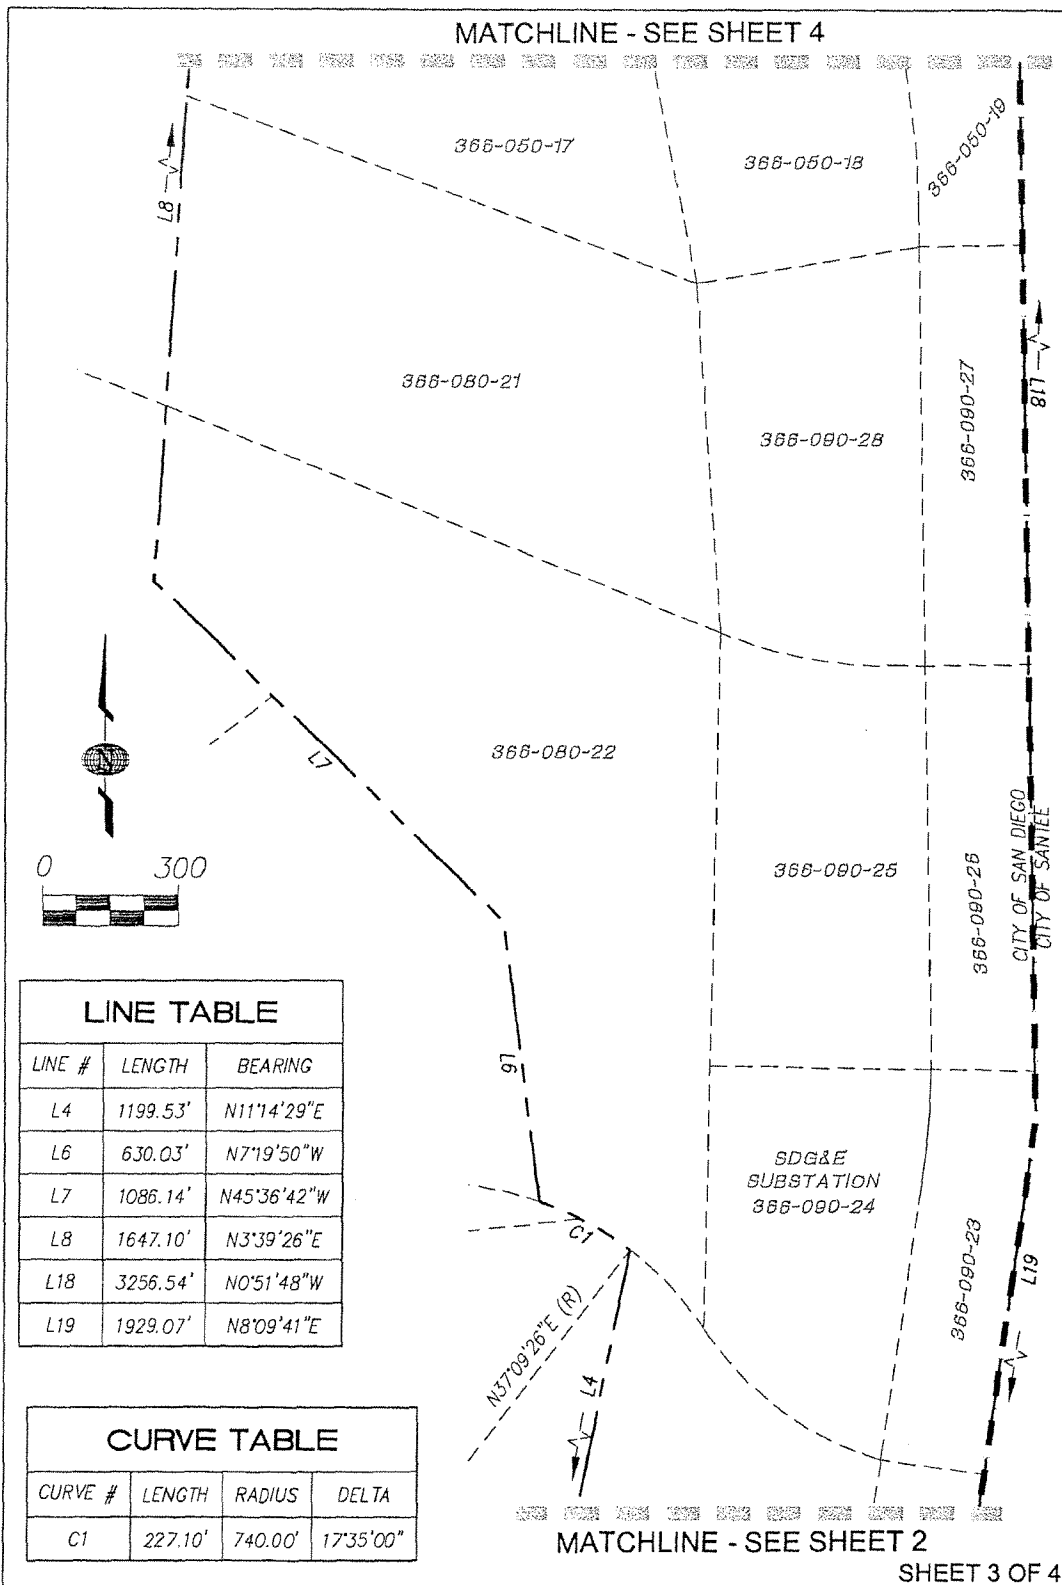 MATCHLINE - SEE SHEET 4
366-050-17
366-050-18
366-050-19
L8
366-080-21
366-090-28
366-090-27
L18
L7
366-080-22
N
0 300
366-090-25
366-090-26
CITY OF SAN DIEGO
CITY OF SANTEE
L6
LINE TABLE
LINE # LENGTH BEARING
L4 1199.53' N11°14'29"E
L6 630.03' N7°19'50"W
L7 1086.14' N45°36'42"W
L8 1647.10' N3°39'26"E
L18 3256.54' N0°51'48"W
L19 1929.07' N8°09'41"E
SDG&E
SUBSTATION
366-090-24
366-090-23
L19
C1
N37°09'26"E (R)
L4
CURVE TABLE
CURVE # LENGTH RADIUS DELTA
C1 227.10' 740.00' 17°35'00"
MATCHLINE - SEE SHEET 2
SHEET 3 OF 4